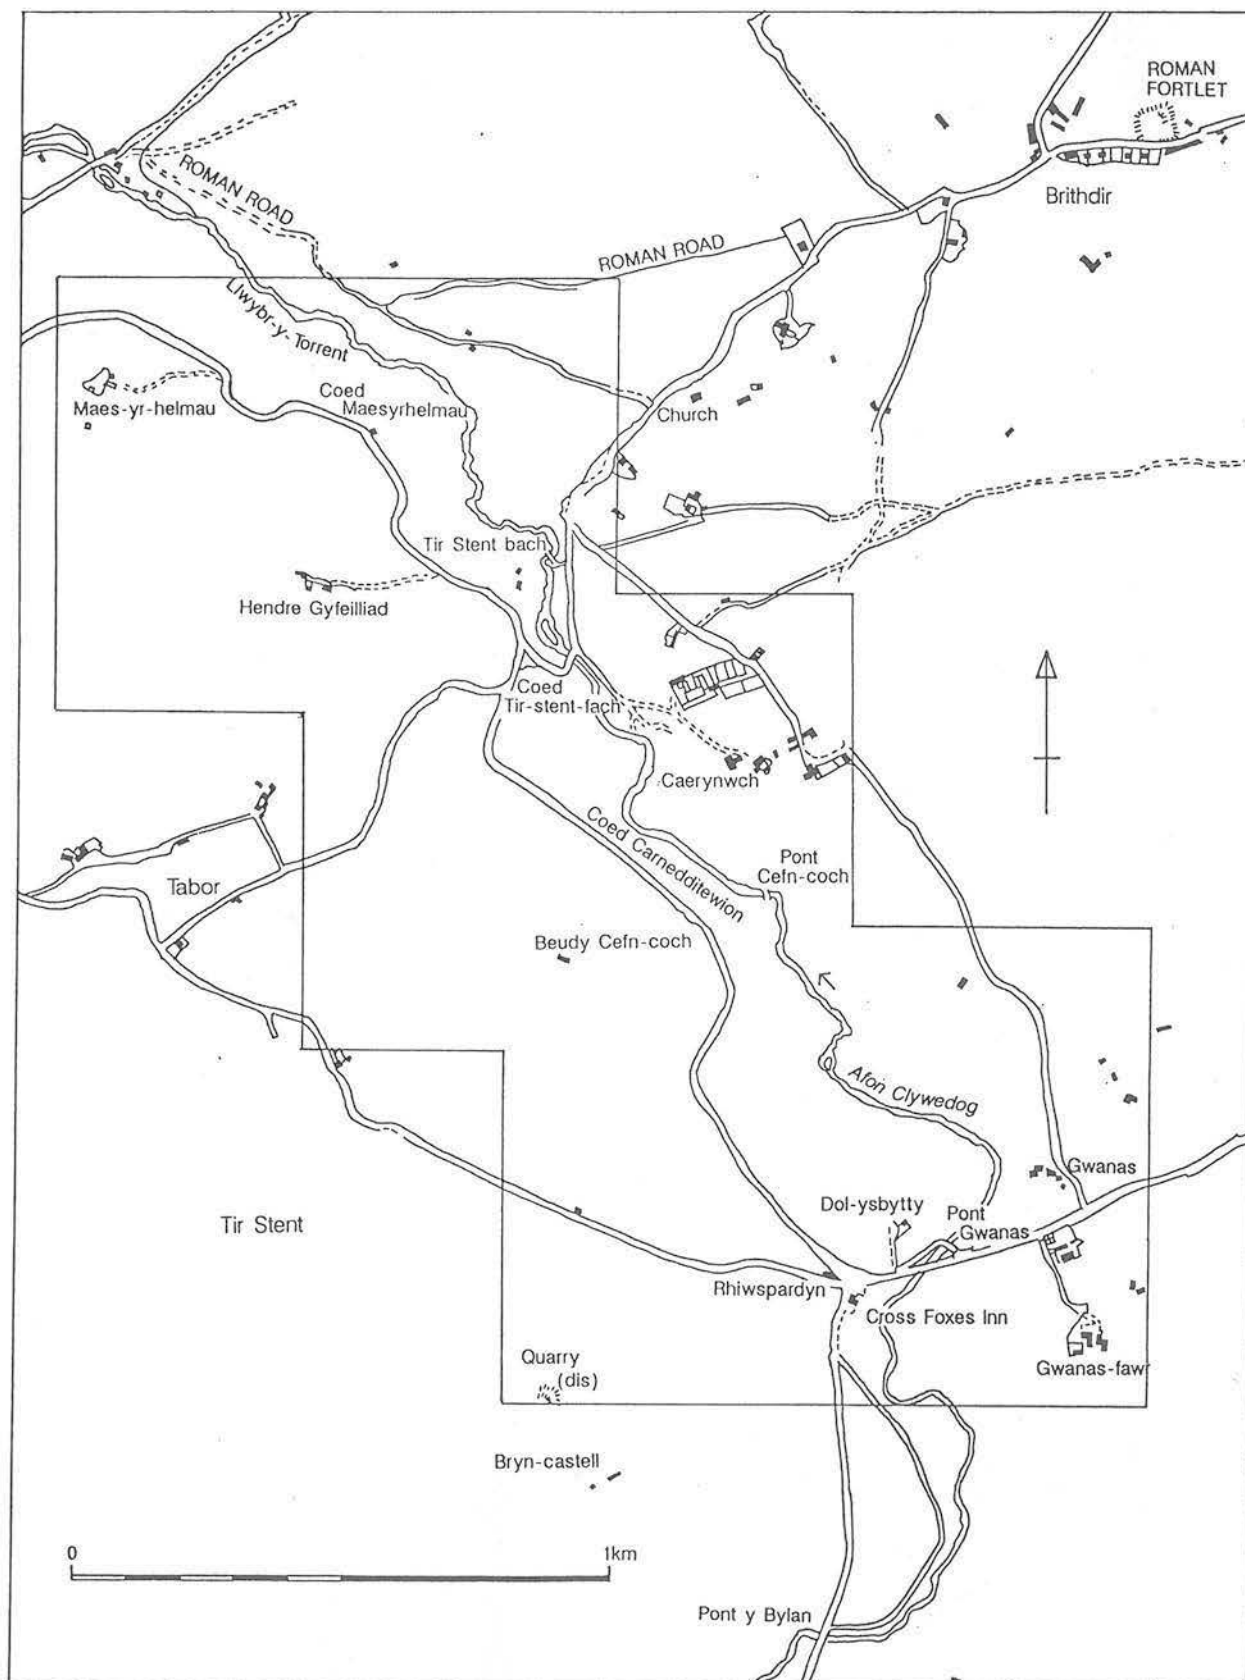 ROMAN
FORTLET
ROMAN ROAD
Brithdir
ROMAN ROAD
Llwybr-y-Torrent
Coed
Maesyrhelmau
Maes-yr-helmau
Church
Tir Stent bach
Hendre Gyfeilliad
Coed
Tir-stent-fach
Caerynwch
Coed Carnedditewion
Pont
Cefn-coch
Tabor
Beudy Cefn-coch
Afon Clywedog
Gwanas
Dol-ysbytty
Pont
Gwanas
Tir Stent
Rhiwspardyn
Cross Foxes Inn
Quarry
(dis)
Gwanas-fawr
Bryn-castell
0
1km
Pont y Bylan